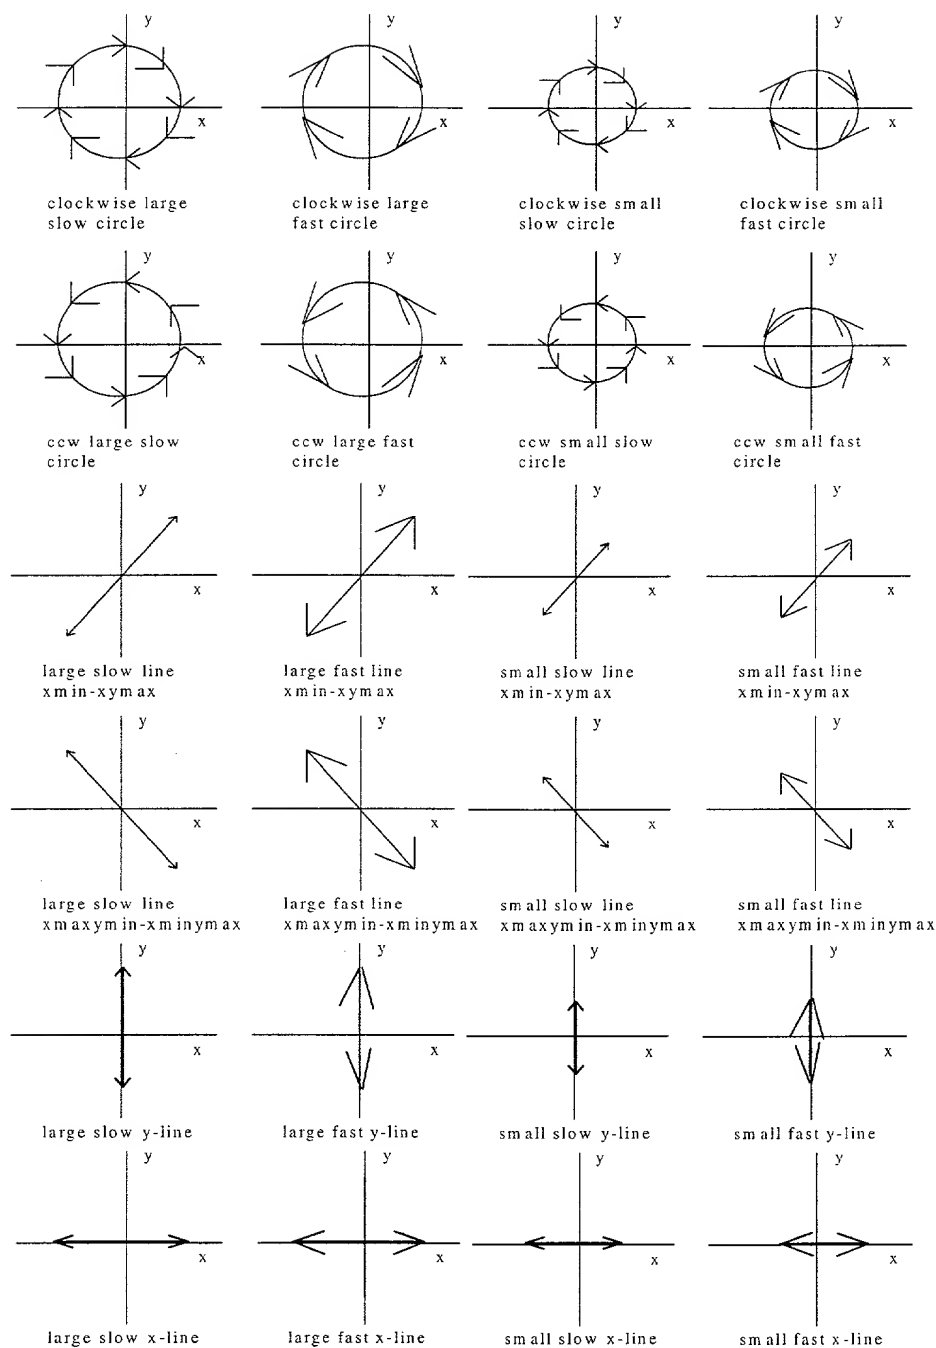 y y y y
x x x x
clockwise large clockwise large clockwise small clockwise small
slow circle fast circle slow circle fast circle
y y y y
x x x x
ccw large slow ccw large fast ccw small slow ccw small fast
circle circle circle circle
y y y y
x x x x
large slow line large fast line small slow line small fast line
xmin-xymax xmin-xymax xmin-xymax xmin-xymax
y y y y
x x x x
large slow line large fast line small slow line small fast line
xmaxymin-xminymax xmaxymin-xminymax xmaxymin-xminymax xmaxymin-xminymax
y y y y
x x x x
large slow y-line large fast y-line small slow y-line small fast y-line
y y y y
x x x x
large slow x-line large fast x-line small slow x-line small fast x-line